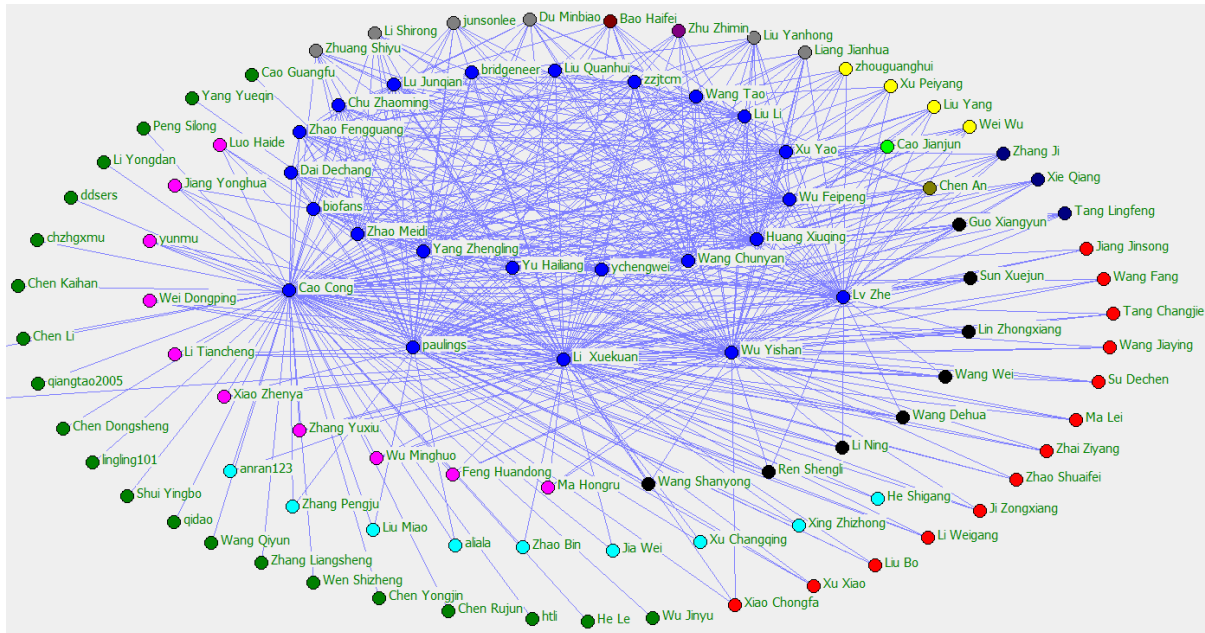 Du Minbiao
Bao Haifei
junsonlee
Li Shirong
Zhu Zhimin
Liu Yanhong
Zhuang Shiyu
Liang Jianhua
zhouguanghui
Cao Guangfu
bridgeneer
Liu Quanhui
zzjtcm
Lu Junqian
Xu Peiyang
Yang Yueqin
Chu Zhaoming
Wang Tao
Liu Yang
Liu Li
Peng Silong
Zhao Fengguang
Wei Wu
Luo Haide
Cao Jianjun
Xu Yao
Zhang Ji
Li Yongdan
Dai Dechang
Xie Qiang
Jiang Yonghua
Chen An
ddsers
Wu Feipeng
biofans
Tang Lingfeng
Guo Xiangyun
Zhao Meidi
chzhgxmu
yunmu
Huang Xiuqing
Yang Zhengling
Jiang Jinsong
Wang Chunyan
Yu Hailiang
ychengwei
Sun Xuejun
Wang Fang
Chen Kaihan
Cao Cong
Wei Dongping
Lv Zhe
Tang Changjie
Lin Zhongxiang
Chen Li
paulings
Wang Jiaying
Li Tiancheng
Li Xuekuan
Wu Yishan
Wang Wei
qiangtao2005
Su Dechen
Xiao Zhenya
Wang Dehua
Ma Lei
Chen Dongsheng
Zhang Yuxiu
Li Ning
Zhai Ziyang
lingling101
Wu Minghuo
anran123
Feng Huandong
Ren Shengli
Zhao Shuaifei
Wang Shanyong
Ma Hongru
Shui Yingbo
He Shigang
Zhang Pengju
Ji Zongxiang
qidao
Xing Zhizhong
Liu Miao
Li Weigang
Wang Qiyun
aliala
Zhao Bin
Jia Wei
Xu Changqing
Zhang Liangsheng
Liu Bo
Wen Shizheng
Xu Xiao
Chen Yongjin
Xiao Chongfa
Chen Rujun
htli
He Le
Wu Jinyu